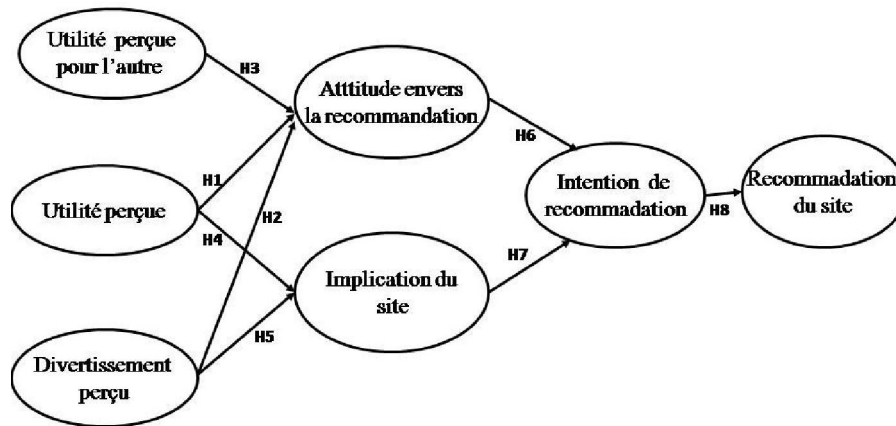 Utilité perçue
pour l'autre
H3
Atttitude envers
la recommandation
H1
H6
Utilité perçue
H2
H4
Intention de
recommadation
H8
Recommadation
du site
H7
Implication du
site
H5
Divertissement
perçu